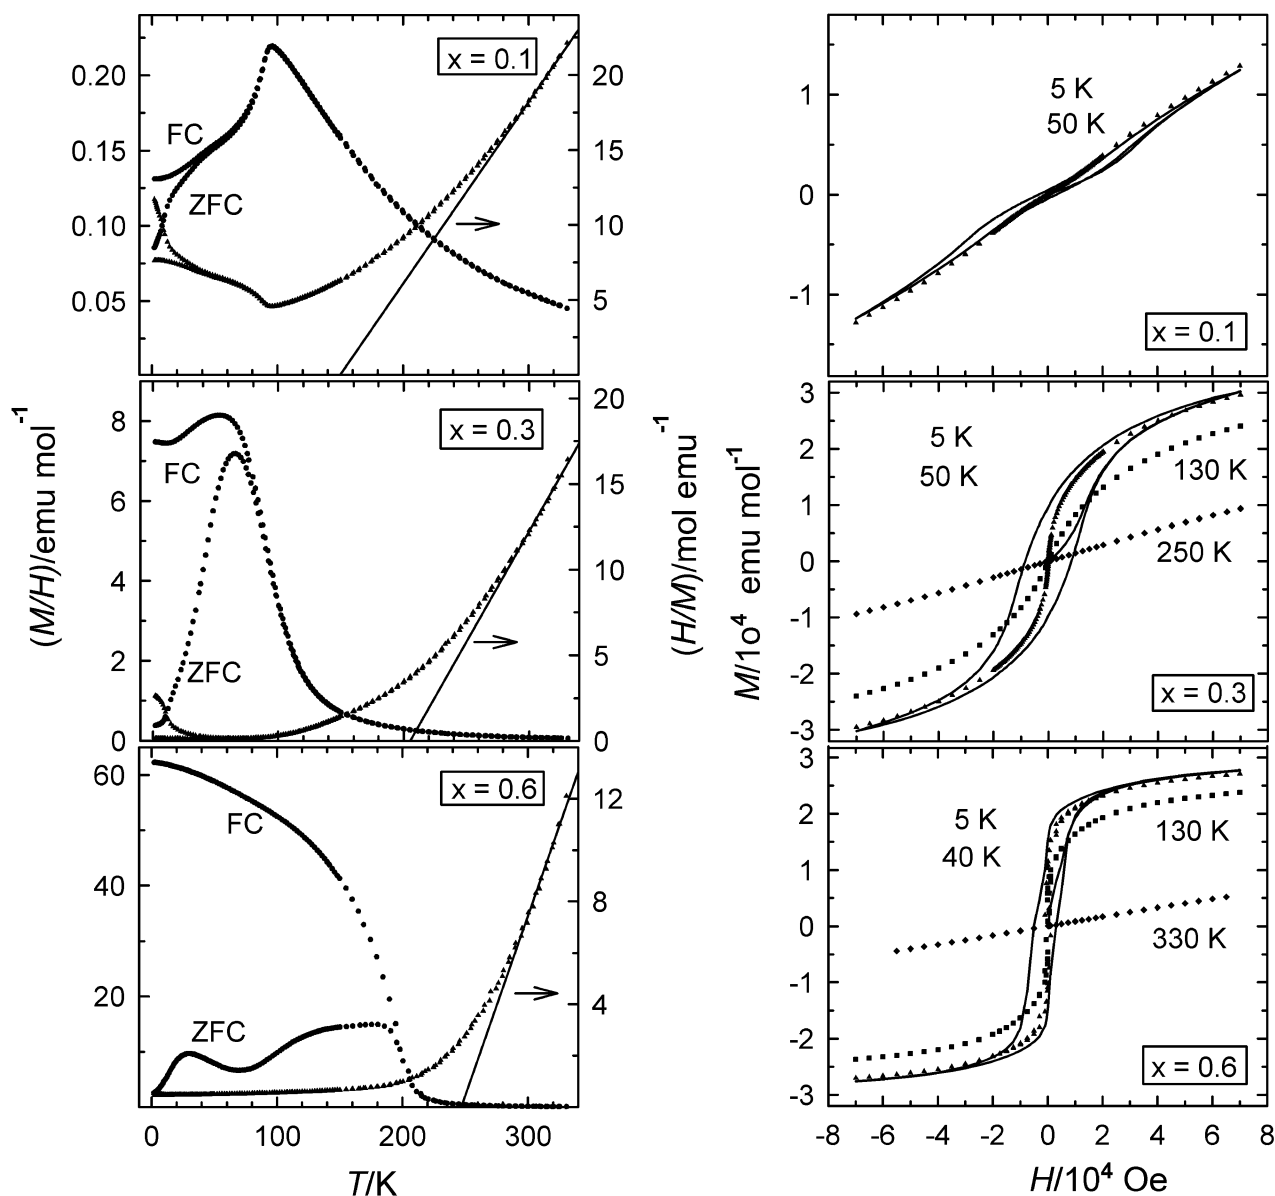 x = 0.1
0.20
0.15
0.10
0.05
20
15
10
5
FC
ZFC
x = 0.3
8
6
4
2
0
20
15
10
5
0
FC
ZFC
x = 0.6
60
40
20
12
8
4
FC
ZFC
0 100 200 300
T/K
(M/H)/emu mol⁻¹
(H/M)/mol emu⁻¹
1
0
-1
5 K
50 K
x = 0.1
3
2
1
0
-1
-2
-3
5 K
50 K
130 K
250 K
x = 0.3
3
2
1
0
-1
-2
-3
5 K
40 K
130 K
330 K
x = 0.6
-8 -6 -4 -2 0 2 4 6 8
H/10⁴ Oe
M/10⁴ emu mol⁻¹